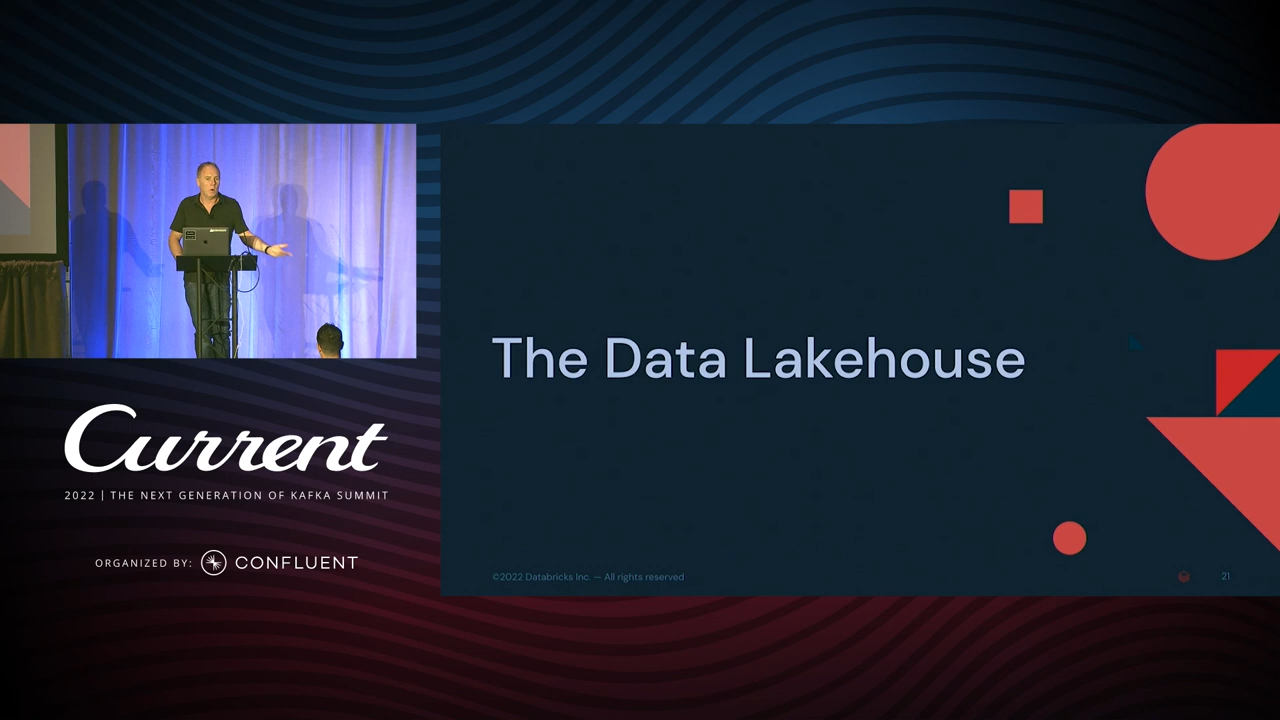 The Data Lakehouse
©2022 Databricks Inc. — All rights reserved
21
Current
2022 | THE NEXT GENERATION OF KAFKA SUMMIT
ORGANIZED BY: CONFLUENT